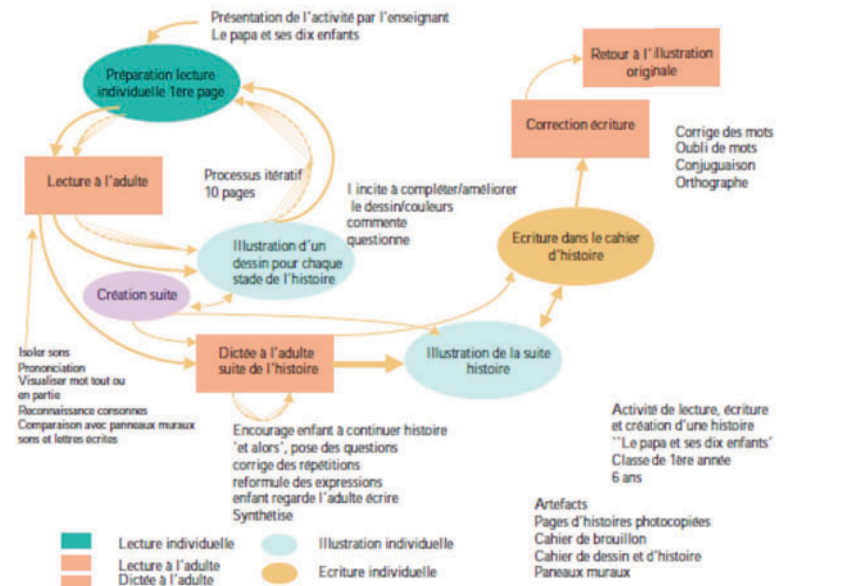 Présentation de l'activité par l'enseignant
Le papa et ses dix enfants
Préparation lecture
individuelle 1ère page
Retour à l'illustration
originale
Correction écriture
Corrige des mots
Oubli de mots
Conjuguaison
Orthographe
Lecture à l'adulte
Processus itératif
10 pages
I incite à compléter/améliorer
le dessin/couleurs
commente
questionne
Illustration d'un
dessin pour chaque
stade de l'histoire
Ecriture dans le cahier
d'histoire
Création suite
Dictée à l'adulte
suite de l'histoire
Illustration de la suite
histoire
Isoler sons
Prononciation
Visualiser mot tout ou
en partie
Reconnaissance consonnes
Comparaison avec panneaux muraux
sons et lettres écrites
Encourage enfant à continuer histoire
'et alors', pose des questions
corrige des répétitions
reformule des expressions
enfant regarde l'adulte écrire
Synthétise
Activité de lecture, écriture
et création d'une histoire
''Le papa et ses dix enfants'
Classe de 1ère année
6 ans
Artefacts
Pages d'histoires photocopiées
Cahier de brouillon
Cahier de dessin et d'histoire
Paneaux muraux
Lecture individuelle
Lecture à l'adulte
Dictée à l'adulte
Illustration individuelle
Ecriture individuelle